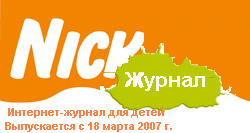 NICK
Журнал
Интернет-журнал для детей
Выпускается с 18 марта 2007 г.